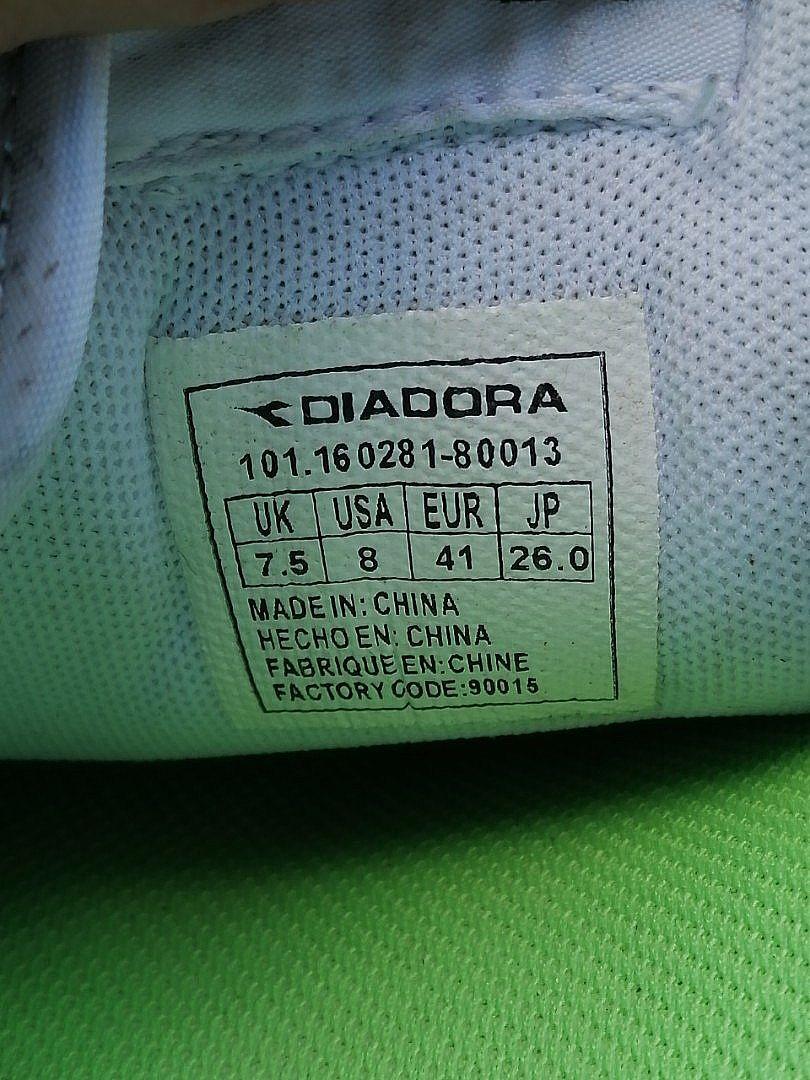 DIADORA
101.160281-80013
UK USA EUR JP
7.5 8 41 26.0
MADE IN: CHINA
HECHO EN: CHINA
FABRIQUE EN: CHINE
FACTORY CODE: 90015